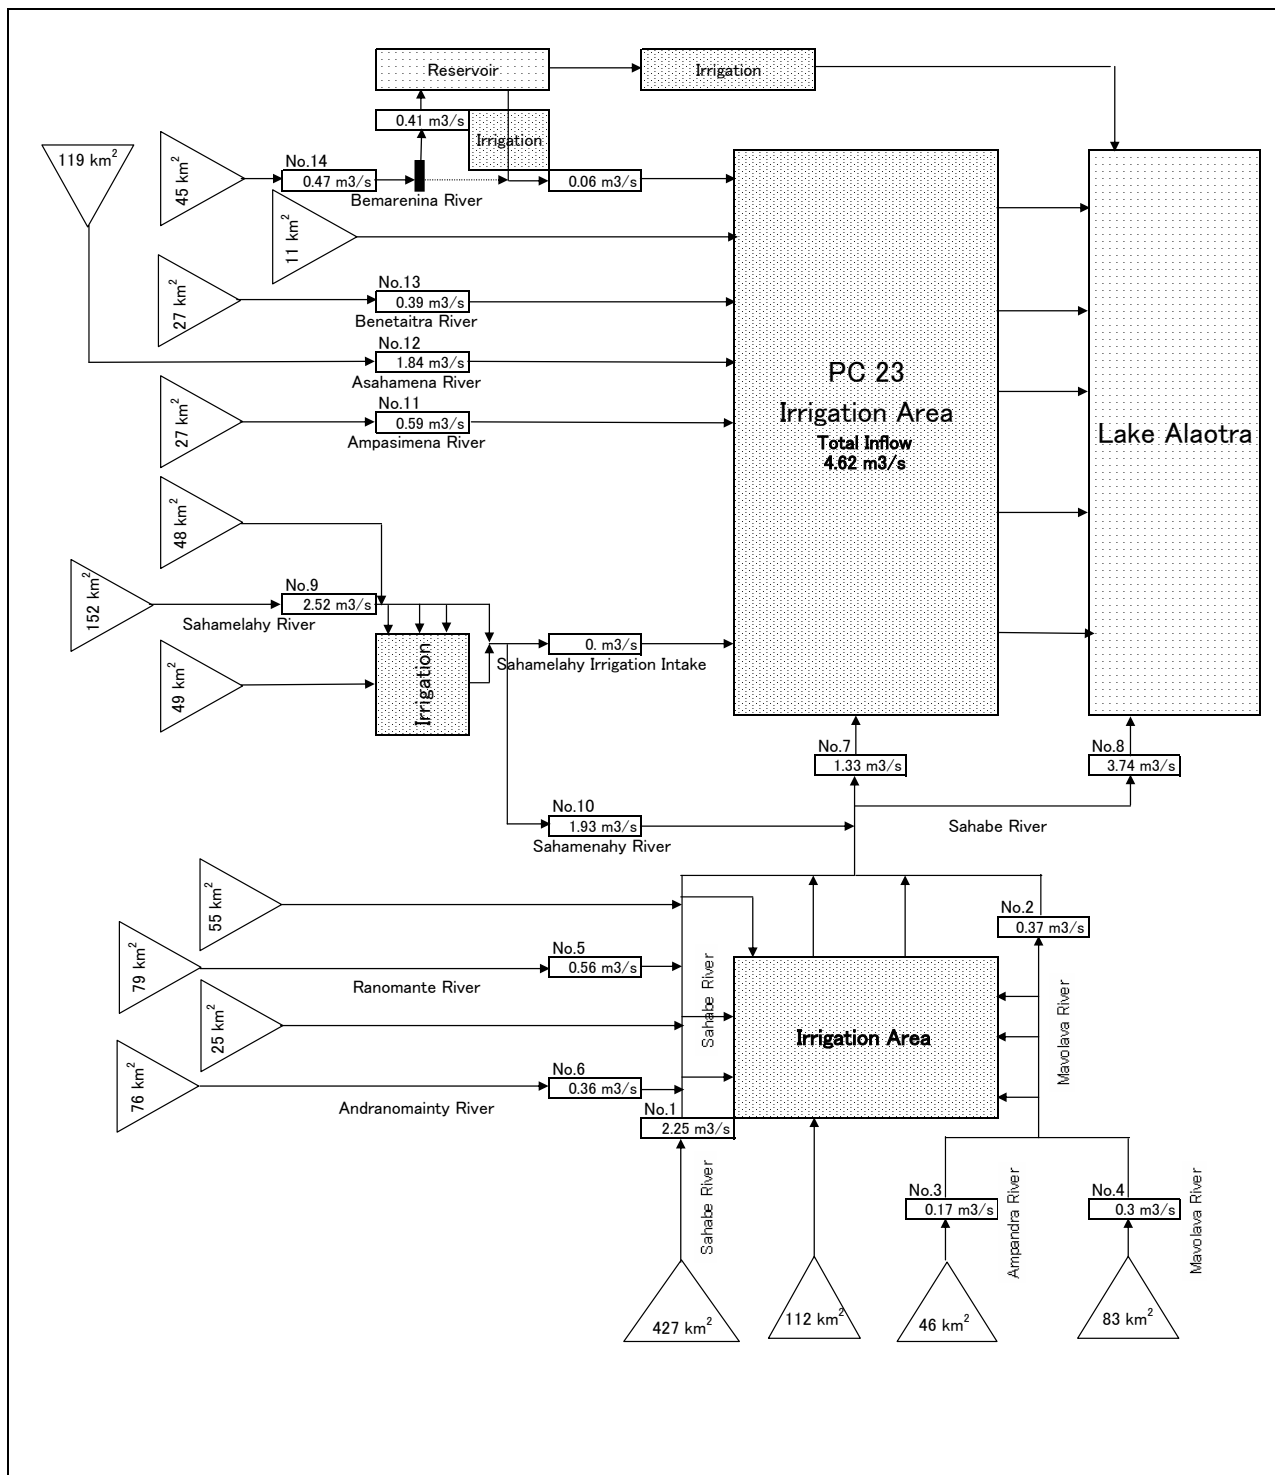 Reservoir
Irrigation
0.41 m3/s
Irrigation
119 km²
45 km²
No.14
0.47 m3/s
0.06 m3/s
Bemarenina River
11 km²
No.13
27 km²
0.39 m3/s
Benetaitra River
No.12
1.84 m3/s
Asahamena River
No.11
27 km²
0.59 m3/s
Ampasimena River
PC 23
Irrigation Area
Total Inflow
4.62 m3/s
Lake Alaotra
48 km²
152 km²
No.9
2.52 m3/s
Sahamelahy River
Irrigation
0. m3/s
Sahamelahy Irrigation Intake
49 km²
No.7
1.33 m3/s
No.8
3.74 m3/s
No.10
1.93 m3/s
Sahamenahy River
Sahabe River
55 km²
No.2
0.37 m3/s
79 km²
No.5
0.56 m3/s
Ranomante River
Sahabe River
25 km²
Irrigation Area
Mavolava River
76 km²
No.6
0.36 m3/s
Andranomainty River
No.1
2.25 m3/s
Sahabe River
No.3
0.17 m3/s
Ampandra River
No.4
0.3 m3/s
Mavolava River
427 km²
112 km²
46 km²
83 km²